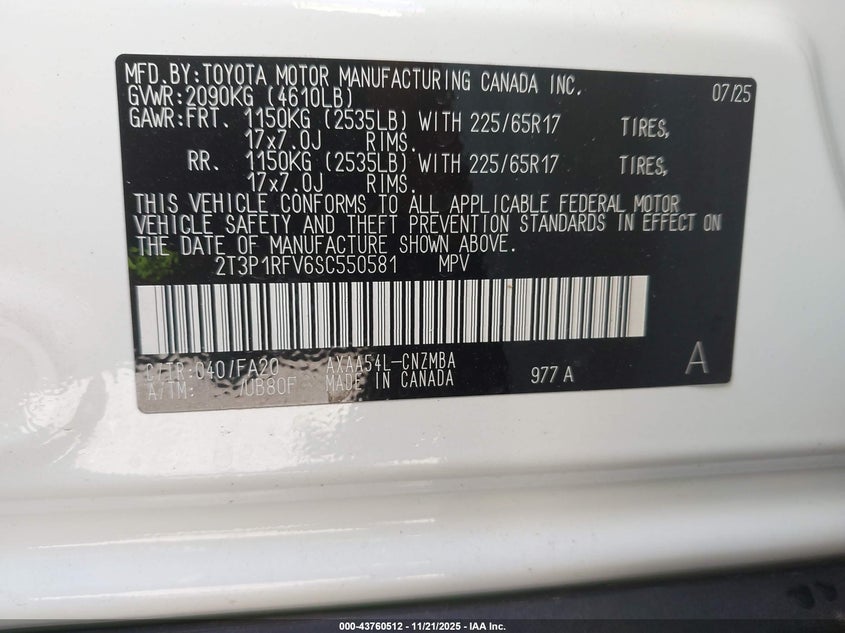 MFD.BY:TOYOTA MOTOR MANUFACTURING CANADA INC. 07/25
GVWR:2090KG (4610LB)
GAWR:FRT. 1150KG (2535LB) WITH 225/65R17 TIRES,
17x7.0J RIMS.
RR. 1150KG (2535LB) WITH 225/65R17 TIRES,
17x7.0J RIMS.
THIS VEHICLE CONFORMS TO ALL APPLICABLE FEDERAL MOTOR
VEHICLE SAFETY AND THEFT PREVENTION STANDARDS IN EFFECT ON
THE DATE OF MANUFACTURE SHOWN ABOVE.
2T3P1RFV6SC550581 MPV
C/TR:040/FA20 AXAA54L-CNZMBA
A/TM: /UB80F MADE IN CANADA 977 A A
000-43760512 - 11/21/2025 - IAA Inc.